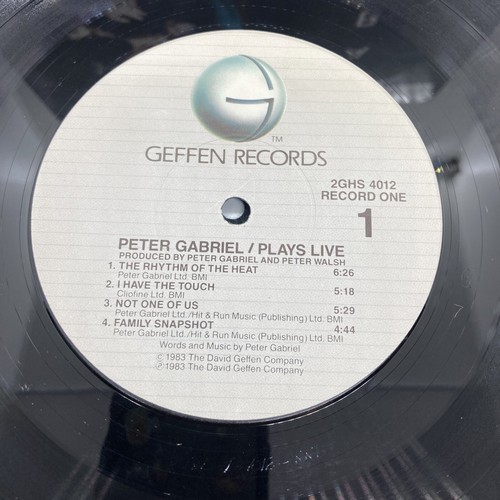 G
TM
GEFFEN RECORDS
2GHS 4012
RECORD ONE
1
PETER GABRIEL / PLAYS LIVE
PRODUCED BY PETER GABRIEL AND PETER WALSH
1. THE RHYTHM OF THE HEAT 6:26
Peter Gabriel Ltd. BMI
2. I HAVE THE TOUCH 5:18
Cliofine Ltd. BMI
3. NOT ONE OF US 5:29
Peter Gabriel Ltd./Hit & Run Music (Publishing) Ltd. BMI
4. FAMILY SNAPSHOT 4:44
Peter Gabriel Ltd./Hit & Run Music (Publishing) Ltd. BMI
Words and Music by Peter Gabriel
© 1983 The David Geffen Company
℗ 1983 The David Geffen Company